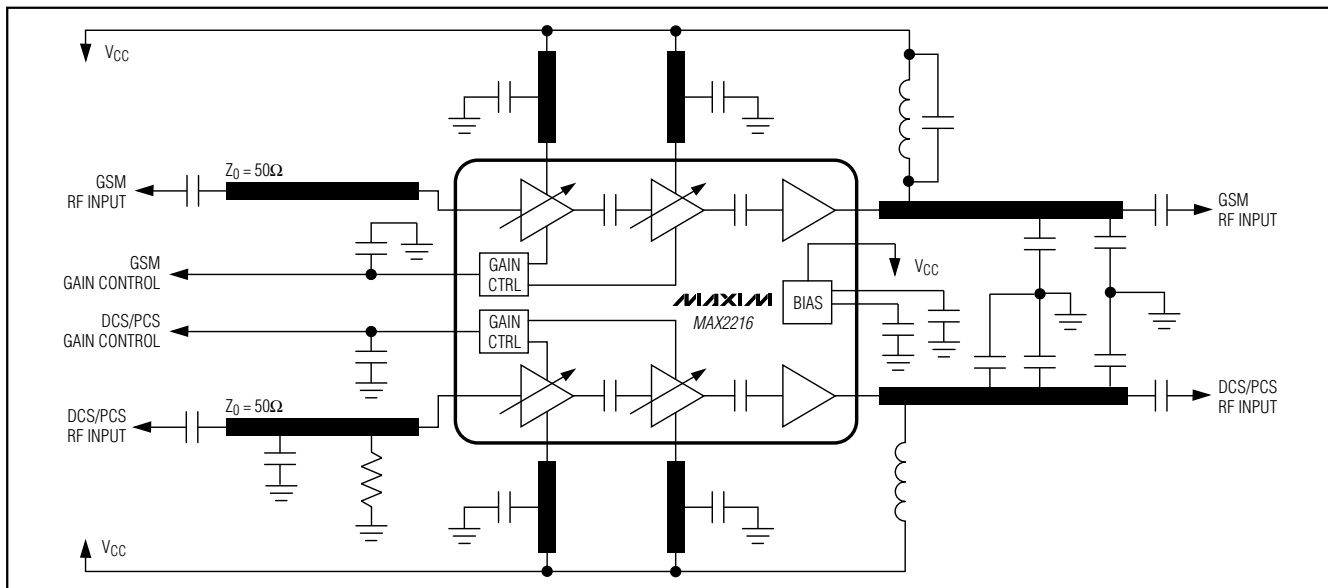 VCC
Z0 = 50Ω
GSM
RF INPUT
GSM
RF INPUT
GSM
GAIN CONTROL
GAIN
CTRL
VCC
MAXIM
MAX2216
BIAS
DCS/PCS
GAIN CONTROL
GAIN
CTRL
DCS/PCS
RF INPUT
Z0 = 50Ω
DCS/PCS
RF INPUT
VCC